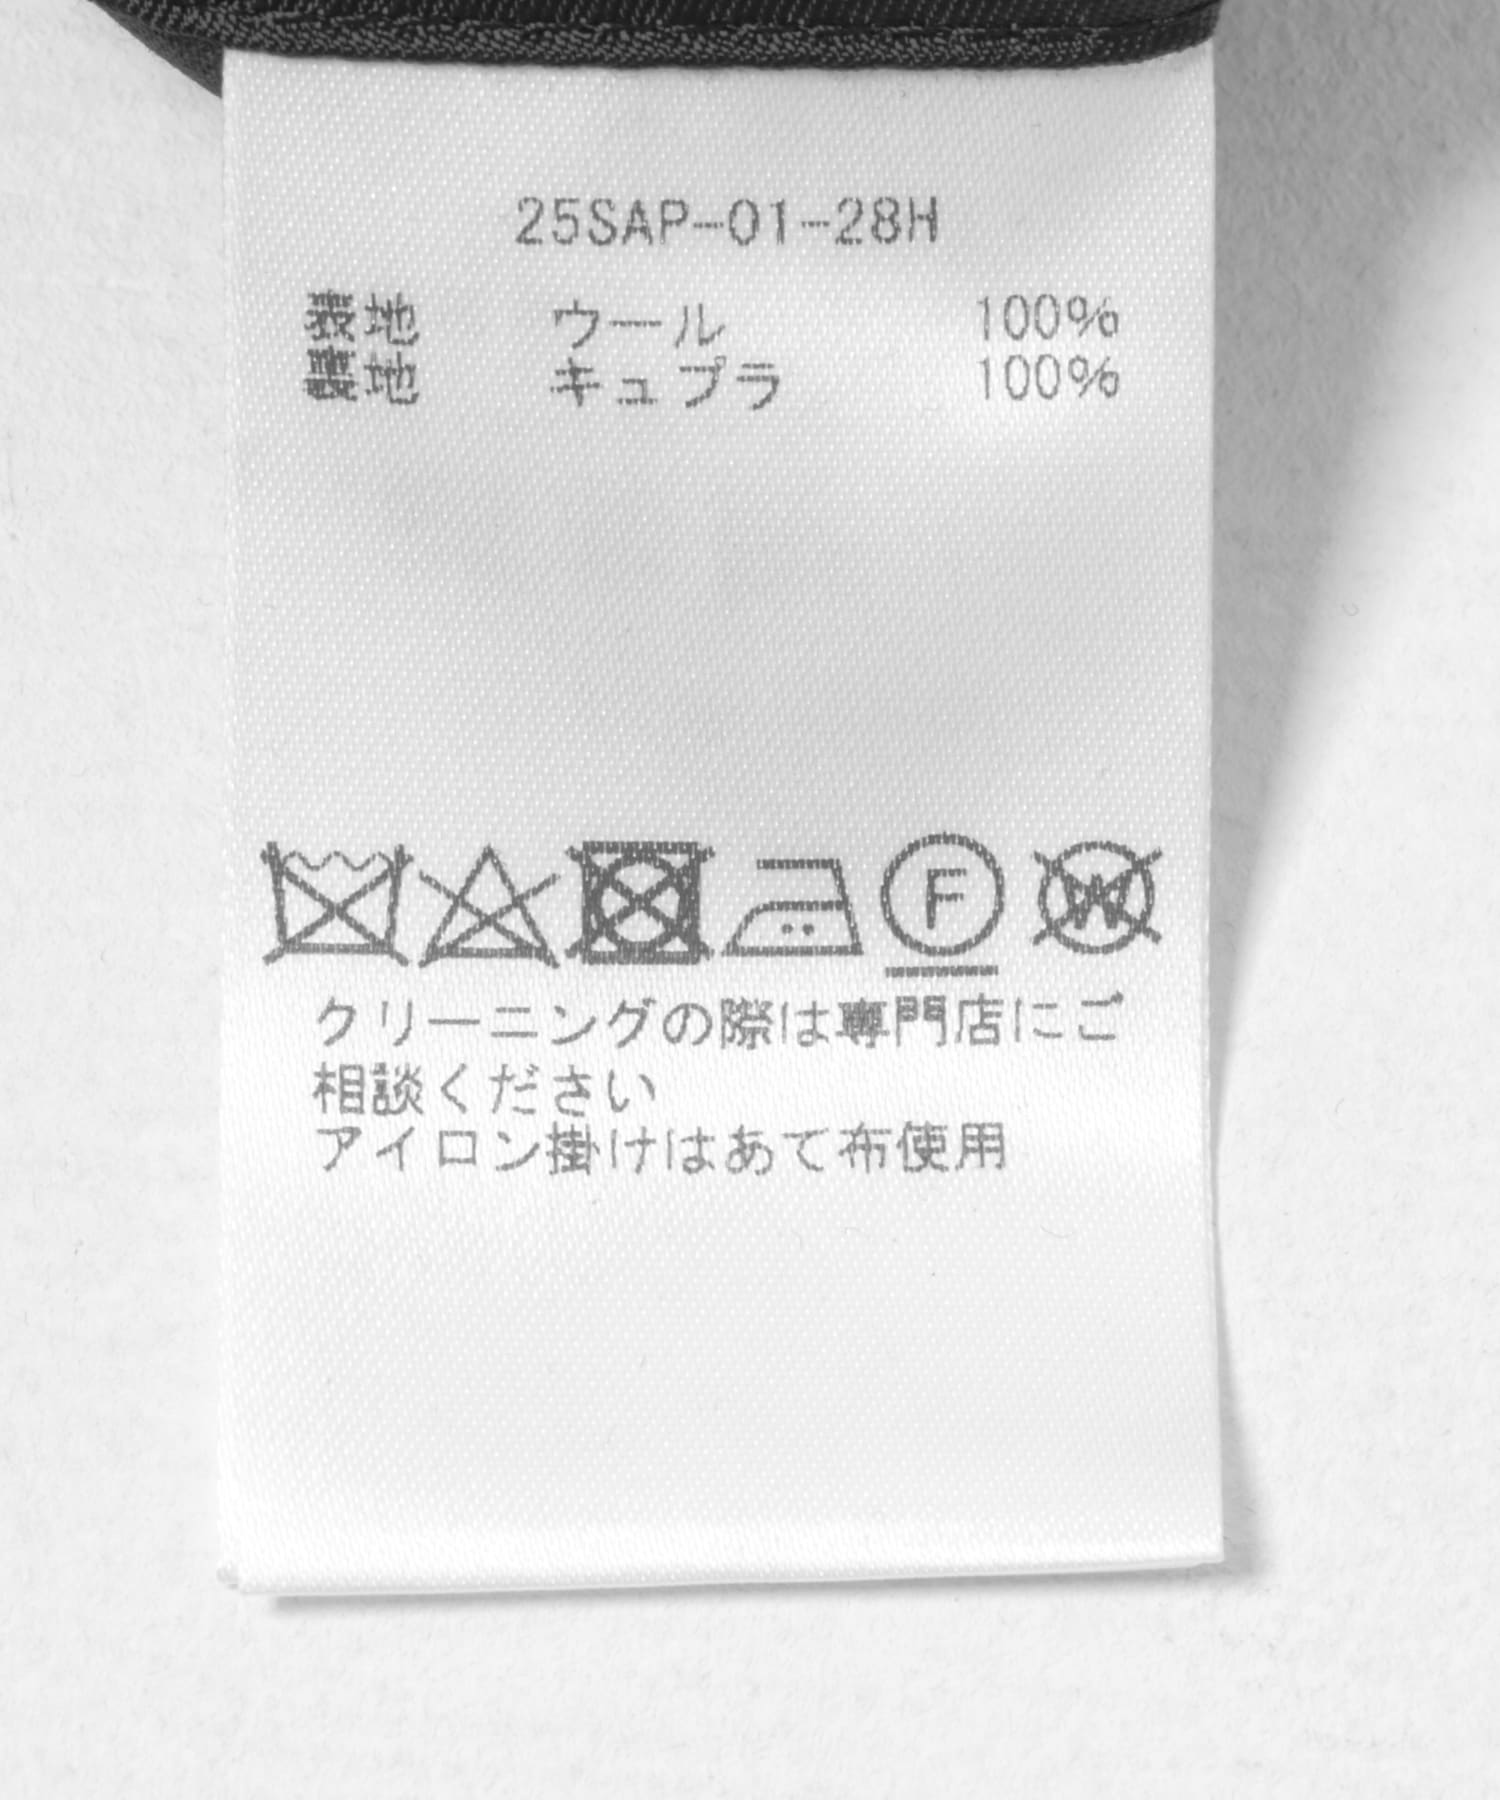 25SAP-01-28H
表地 ウール 100%
裏地 キュプラ 100%
F W
クリーニングの際は専門店にご
相談ください
アイロン掛けはあて布使用